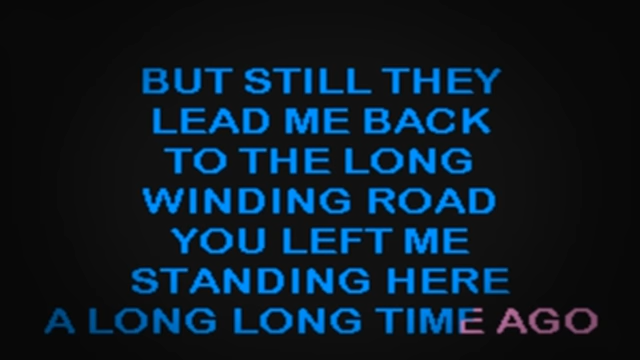 BUT STILL THEY
LEAD ME BACK
TO THE LONG
WINDING ROAD
YOU LEFT ME
STANDING HERE
A LONG LONG TIME AGO